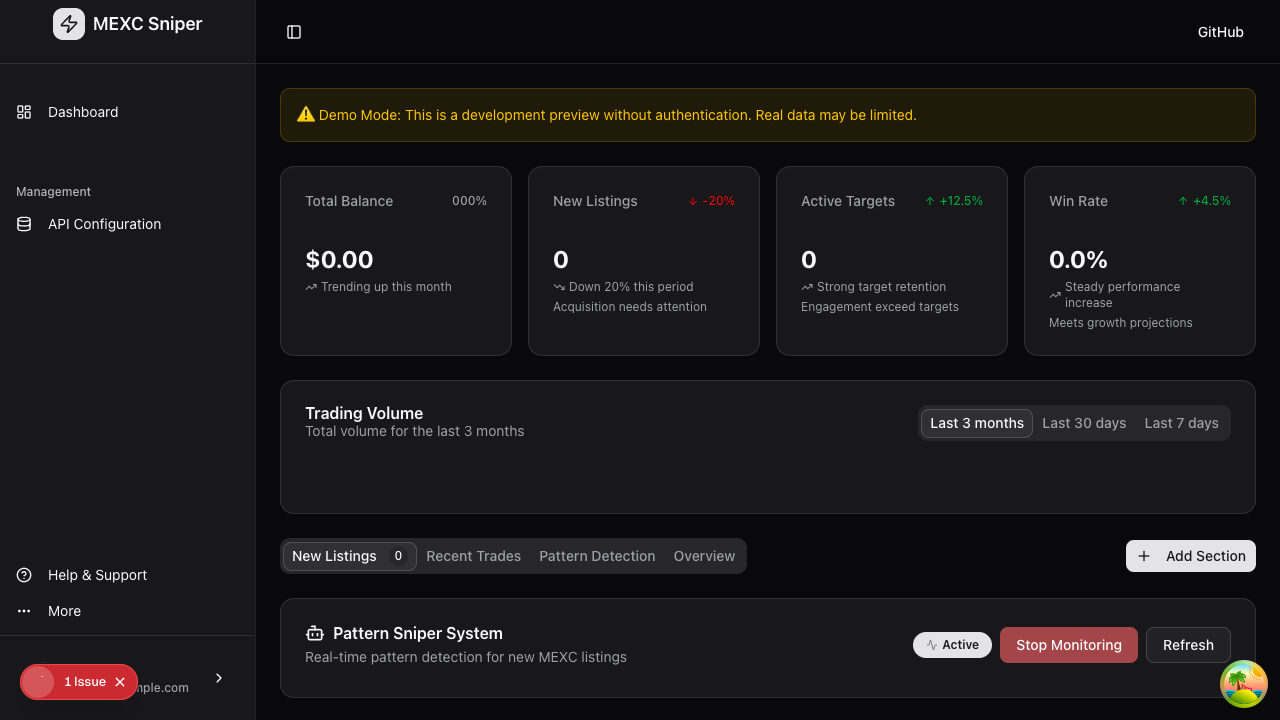 MEXC Sniper
GitHub
Dashboard
Management
API Configuration
Help & Support
More
1 Issue
mple.com
⚠️ Demo Mode: This is a development preview without authentication. Real data may be limited.
Total Balance
000%
$0.00
Trending up this month
New Listings
-20%
0
Down 20% this period
Acquisition needs attention
Active Targets
+12.5%
0
Strong target retention
Engagement exceed targets
Win Rate
+4.5%
0.0%
Steady performance
increase
Meets growth projections
Trading Volume
Total volume for the last 3 months
Last 3 months
Last 30 days
Last 7 days
New Listings 0
Recent Trades
Pattern Detection
Overview
Add Section
Pattern Sniper System
Real-time pattern detection for new MEXC listings
Active
Stop Monitoring
Refresh